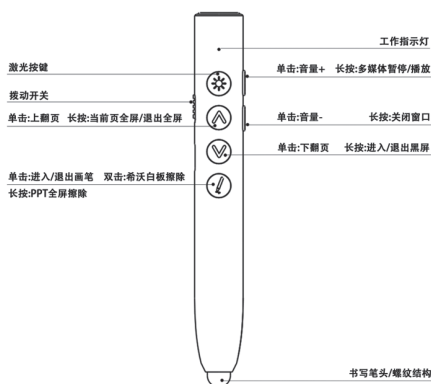 工作指示灯
激光按键
单击:音量+ 长按:多媒体暂停/播放
拨动开关
单击:上翻页 长按:当前页全屏/退出全屏
单击:音量- 长按:关闭窗口
单击:下翻页 长按:进入/退出黑屏
单击:进入/退出画笔 双击:希沃白板擦除
长按:PPT全屏擦除
书写笔头/螺纹结构